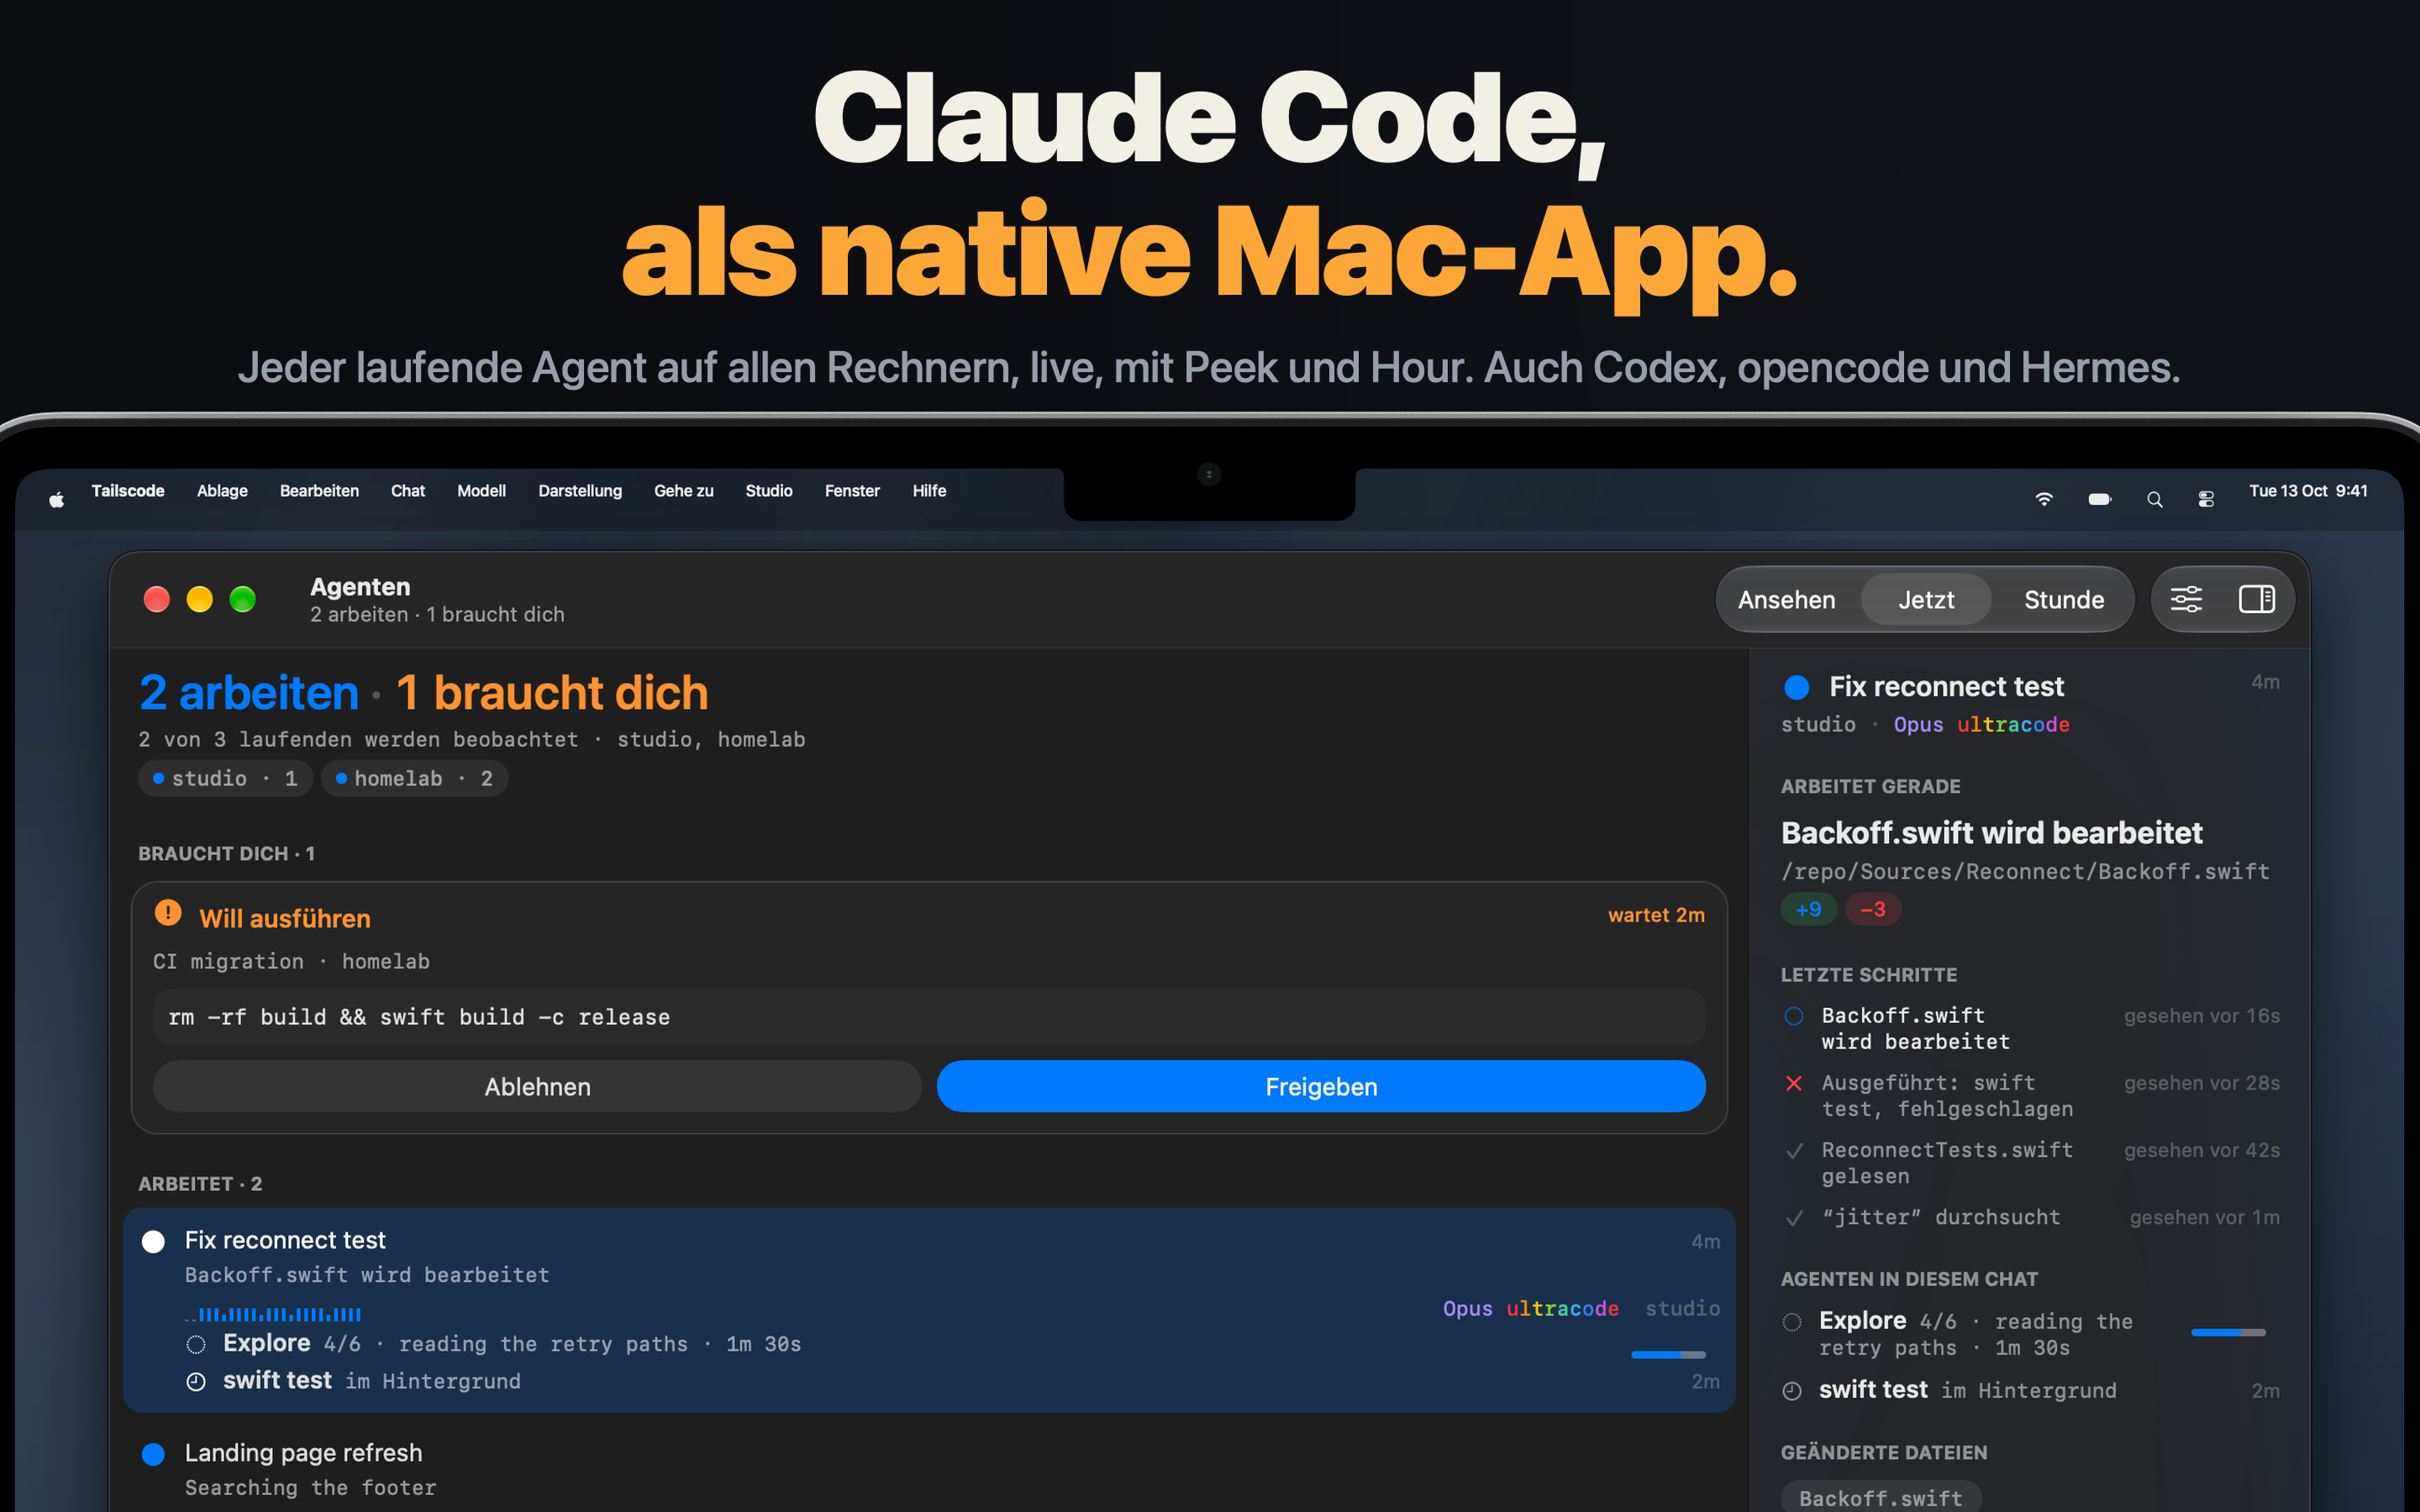 Claude Code,
als native Mac-App.
Jeder laufende Agent auf allen Rechnern, live, mit Peek und Hour. Auch Codex, opencode und Hermes.
Tailscode Ablage Bearbeiten Chat Modell Darstellung Gehe zu Studio Fenster Hilfe Tue 13 Oct 9:41
Agenten
2 arbeiten · 1 braucht dich
Ansehen Jetzt Stunde
2 arbeiten · 1 braucht dich
2 von 3 laufenden werden beobachtet · studio, homelab
studio · 1 homelab · 2
BRAUCHT DICH · 1
Will ausführen wartet 2m
CI migration · homelab
rm -rf build && swift build -c release
Ablehnen Freigeben
ARBEITET · 2
Fix reconnect test 4m
Backoff.swift wird bearbeitet
Opus ultracode studio
Explore 4/6 · reading the retry paths · 1m 30s
swift test im Hintergrund 2m
Landing page refresh
Searching the footer
Fix reconnect test 4m
studio · Opus ultracode
ARBEITET GERADE
Backoff.swift wird bearbeitet
/repo/Sources/Reconnect/Backoff.swift
+9 −3
LETZTE SCHRITTE
Backoff.swift gesehen vor 16s
wird bearbeitet
Ausgeführt: swift gesehen vor 28s
test, fehlgeschlagen
ReconnectTests.swift gesehen vor 42s
gelesen
“jitter” durchsucht gesehen vor 1m
AGENTEN IN DIESEM CHAT
Explore 4/6 · reading the
retry paths · 1m 30s
swift test im Hintergrund 2m
GEÄNDERTE DATEIEN
Backoff.swift